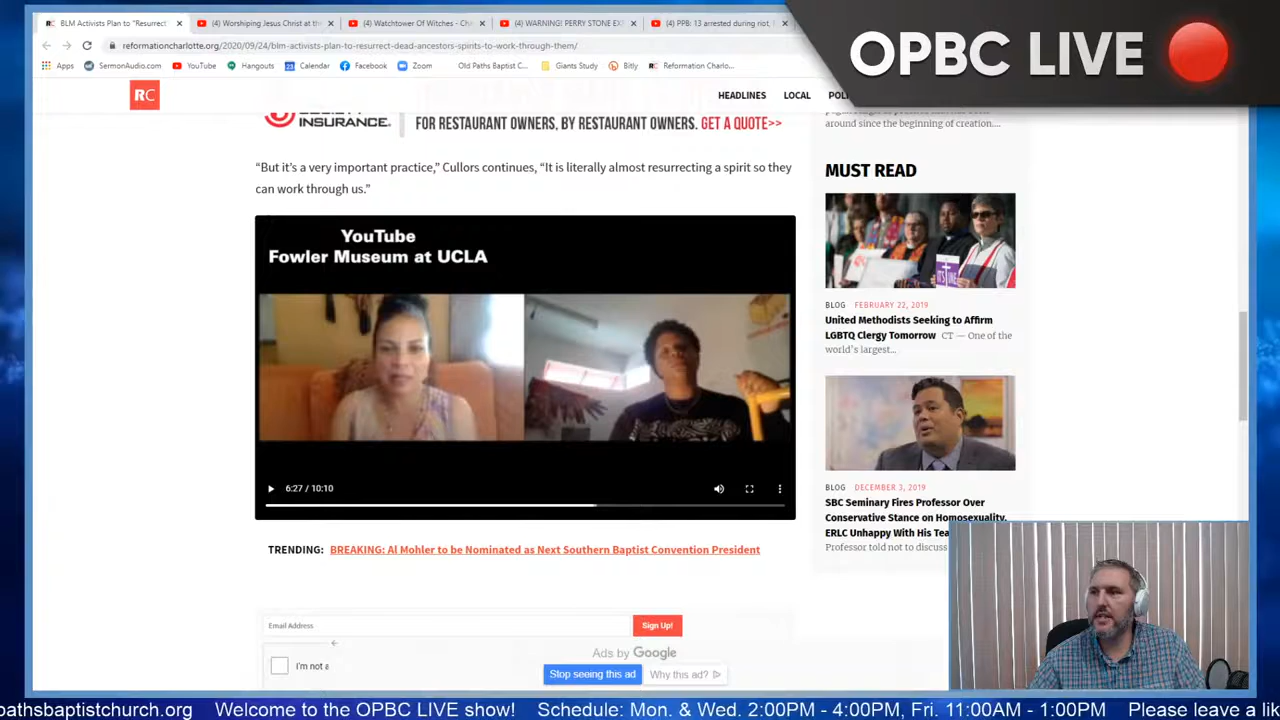 BLM Activists Plan to "Resurrect
(4) Worshiping Jesus Christ at th
(4) Watchtower Of Witches - Ch
(4) WARNING! PERRY STONE EX
(4) PPB: 13 arrested during riot,
OPBC LIVE
reformationcharlotte.org/2020/09/24/blm-activists-plan-to-resurrect-dead-ancestors-spirits-to-work-through-them/
Apps
SermonAudio.com
YouTube
Hangouts
Calendar
Facebook
Zoom
Old Paths Baptist C...
Giants Study
Bitly
Reformation Charlo...
RC
HEADLINES
LOCAL
INSURANCE.
FOR RESTAURANT OWNERS, BY RESTAURANT OWNERS. GET A QUOTE>>
around since the beginning of creation....
“But it’s a very important practice,” Cullors continues, “It is literally almost resurrecting a spirit so they
can work through us.”
YouTube
Fowler Museum at UCLA
6:27 / 10:10
TRENDING: BREAKING: Al Mohler to be Nominated as Next Southern Baptist Convention President
Email Address
Sign Up!
I'm not a
Ads by Google
Stop seeing this ad
Why this ad?
MUST READ
BLOG FEBRUARY 22, 2019
United Methodists Seeking to Affirm
LGBTQ Clergy Tomorrow CT — One of the
world’s largest...
BLOG DECEMBER 3, 2019
SBC Seminary Fires Professor Over
Conservative Stance on Homosexuality,
ERLC Unhappy With His Tea
Professor told not to discuss
pathsbaptistchurch.org Welcome to the OPBC LIVE show! Schedule: Mon. & Wed. 2:00PM - 4:00PM, Fri. 11:00AM - 1:00PM Please leave a lik